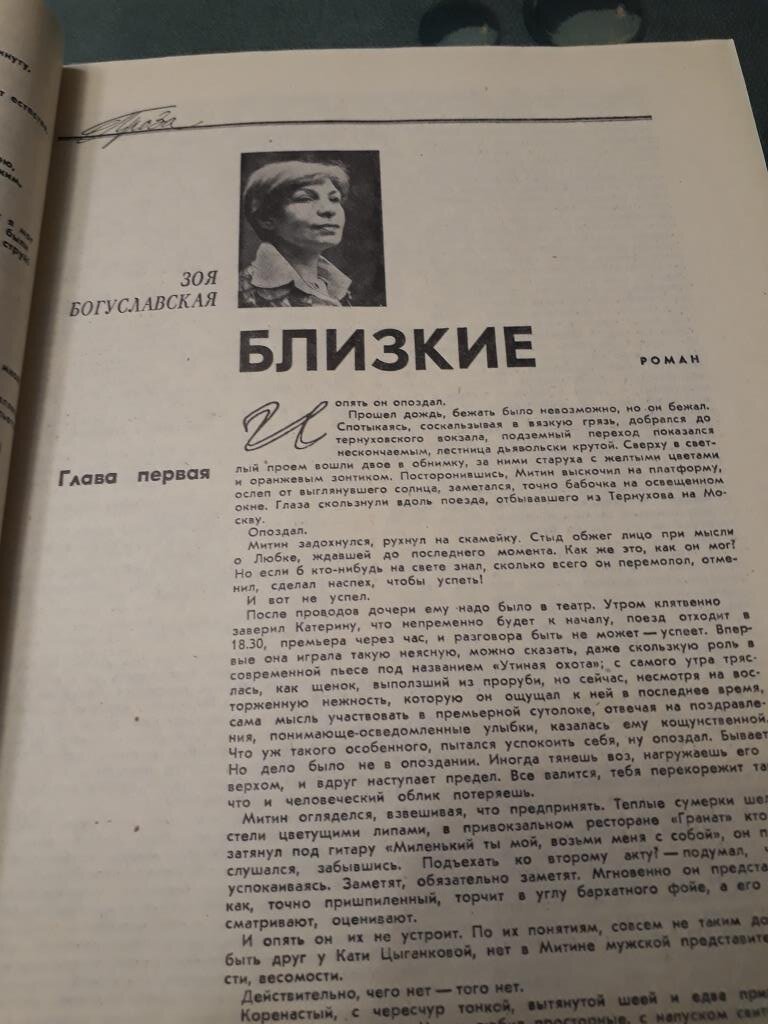 кнуту,
т естестве
ким,
я мог
были
Проза
ЗОЯ
БОГУСЛАВСКАЯ
БЛИЗКИЕ
РОМАН
Глава первая
И опять он опоздал.
Прошел дождь, бежать было невозможно, но он бежал.
Спотыкаясь, соскальзывая в вязкую грязь, добрался до
тернуховского вокзала, подземный переход показался
нескончаемым, лестница дьявольски крутой. Сверху в свет-
лый проем вошли двое в обнимку, за ними старуха с желтыми цветами
и оранжевым зонтиком. Посторонившись, Митин выскочил на платформу,
ослеп от выглянувшего солнца, заметался, точно бабочка на освещенном
окне. Глаза скользнули вдоль поезда, отбывавшего из Тернухова на Мо-
скву.
Опоздал.
Митин задохнулся, рухнул на скамейку. Стыд обжег лицо при мысли
о Любке, ждавшей до последнего момента. Как же это, как он мог?
Но если б кто-нибудь на свете знал, сколько всего он перемолол, отме-
нил, сделал наспех, чтобы успеть!
И вот не успел.
После проводов дочери ему надо было в театр. Утром клятвенно
заверил Катерину, что непременно будет к началу, поезд отходит в
18.30, премьера через час, и разговора быть не может — успеет. Впер-
вые она играла такую неясную, можно сказать, даже скользкую роль в
современной пьесе под названием «Утиная охота»; с самого утра тряс-
лась, как щенок, выползший из проруби, но сейчас, несмотря на вос-
торженную нежность, которую он ощущал к ней в последнее время,
сама мысль участвовать в премьерной сутолоке, отвечая на поздравле-
ния, понимающе-осведомленные улыбки, казалась ему кощунственной.
Что уж такого особенного, пытался успокоить себя, ну опоздал. Бывает
Но дело было не в опоздании. Иногда тянешь воз, нагружаешь его
верхом, и вдруг наступает предел. Все валится, тебя перекорежит та
что и человеческий облик потеряешь.
Митин огляделся, взвешивая, что предпринять. Теплые сумерки шел
стели цветущими липами, в привокзальном ресторане «Гранат» кто
затянул под гитару «Миленький ты мой, возьми меня с собой», он п
слушался, забывшись. Подъехать ко второму акту? — подумал,
успокаиваясь. Заметят, обязательно заметят. Мгновенно он предста
как, точно пришпиленный, торчит в углу бархатного фойе, а его
сматривают, оценивают.
И опять он их не устроит. По их понятиям, совсем не таким до
быть друг у Кати Цыганковой, нет в Митине мужской представите
сти, весомости.
Действительно, чего нет — того нет.
Коренастый, с чересчур тонкой, вытянутой шеей и едва при
просторные, с напуском свит